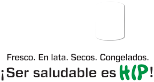 Fresco. En lata. Secos. Congelados.
¡Ser saludable es HIP!